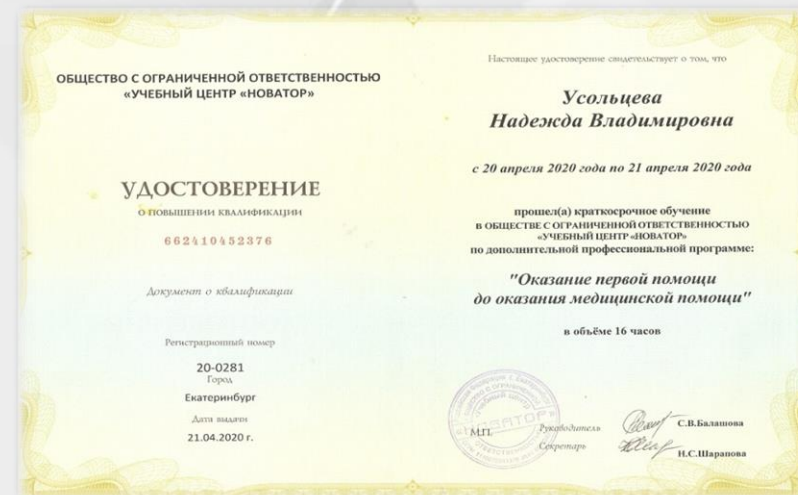 ОБЩЕСТВО С ОГРАНИЧЕННОЙ ОТВЕТСТВЕННОСТЬЮ
«УЧЕБНЫЙ ЦЕНТР «НОВАТОР»
УДОСТОВЕРЕНИЕ
О ПОВЫШЕНИИ КВАЛИФИКАЦИИ
662410452376
Документ о квалификации
Регистрационный номер
20-0281
Город
Екатеринбург
Дата выдачи
21.04.2020 г.
Настоящее удостоверение свидетельствует о том, что
Усольцева
Надежда Владимировна
с 20 апреля 2020 года по 21 апреля 2020 года
прошел(а) краткосрочное обучение
В ОБЩЕСТВЕ С ОГРАНИЧЕННОЙ ОТВЕТСТВЕННОСТЬЮ
«УЧЕБНЫЙ ЦЕНТР «НОВАТОР»
по дополнительной профессиональной программе:
"Оказание первой помощи
до оказания медицинской помощи"
в объёме 16 часов
М.П.
Руководитель
С.В.Балашова
Секретарь
Н.С.Шарапова